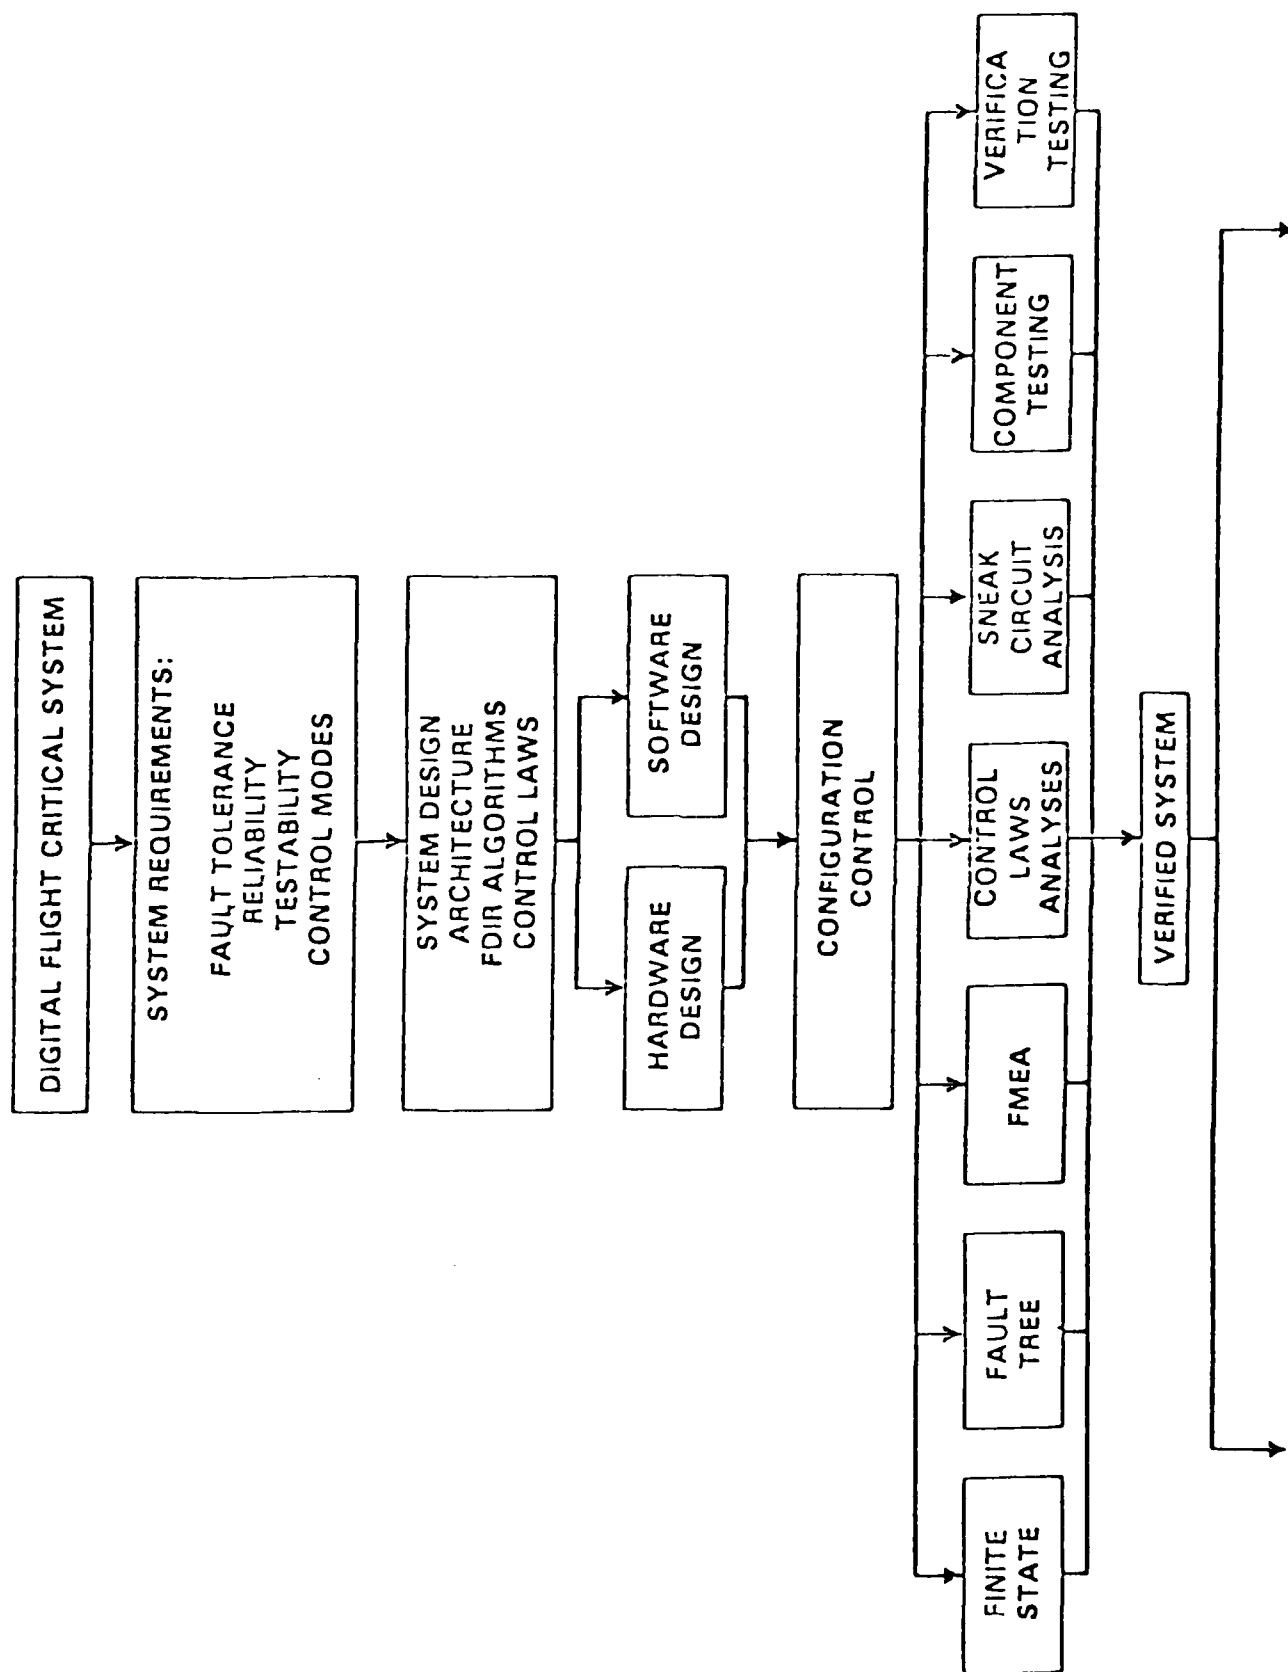 DIGITAL FLIGHT CRITICAL SYSTEM
SYSTEM REQUIREMENTS:
FAULT TOLERANCE
RELIABILITY
TESTABILITY
CONTROL MODES
SYSTEM DESIGN
ARCHITECTURE
FDIR ALGORITHMS
CONTROL LAWS
HARDWARE
DESIGN
SOFTWARE
DESIGN
CONFIGURATION
CONTROL
FINITE
STATE
FAULT
TREE
FMEA
CONTROL
LAWS
ANALYSES
SNEAK
CIRCUIT
ANALYSIS
COMPONENT
TESTING
VERIFICA
TION
TESTING
VERIFIED SYSTEM